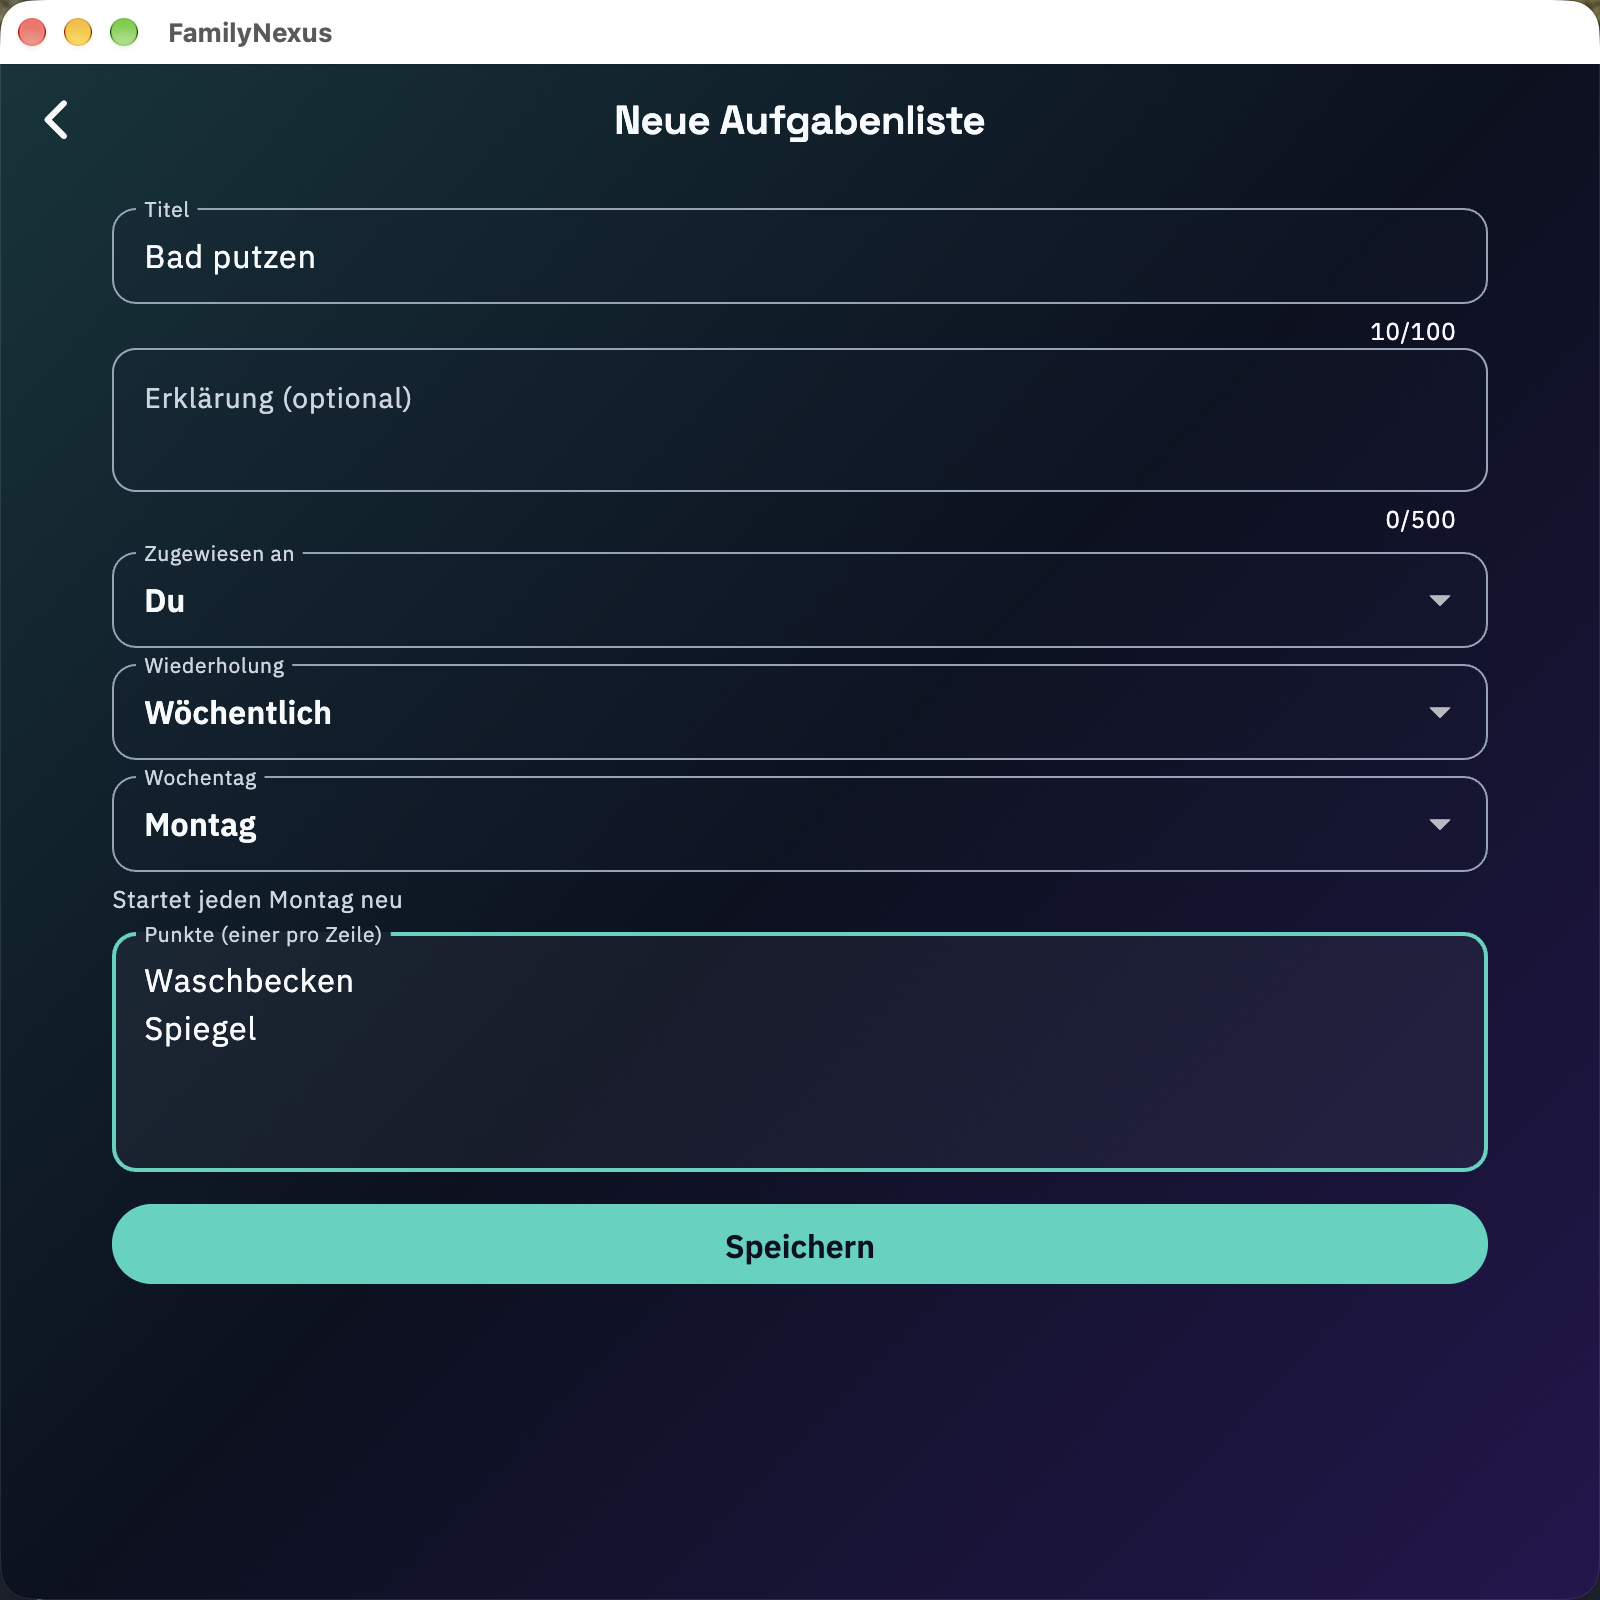 FamilyNexus
Neue Aufgabenliste
Titel
Bad putzen
10/100
Erklärung (optional)
0/500
Zugewiesen an
Du
Wiederholung
Wöchentlich
Wochentag
Montag
Startet jeden Montag neu
Punkte (einer pro Zeile)
Waschbecken
Spiegel
Speichern